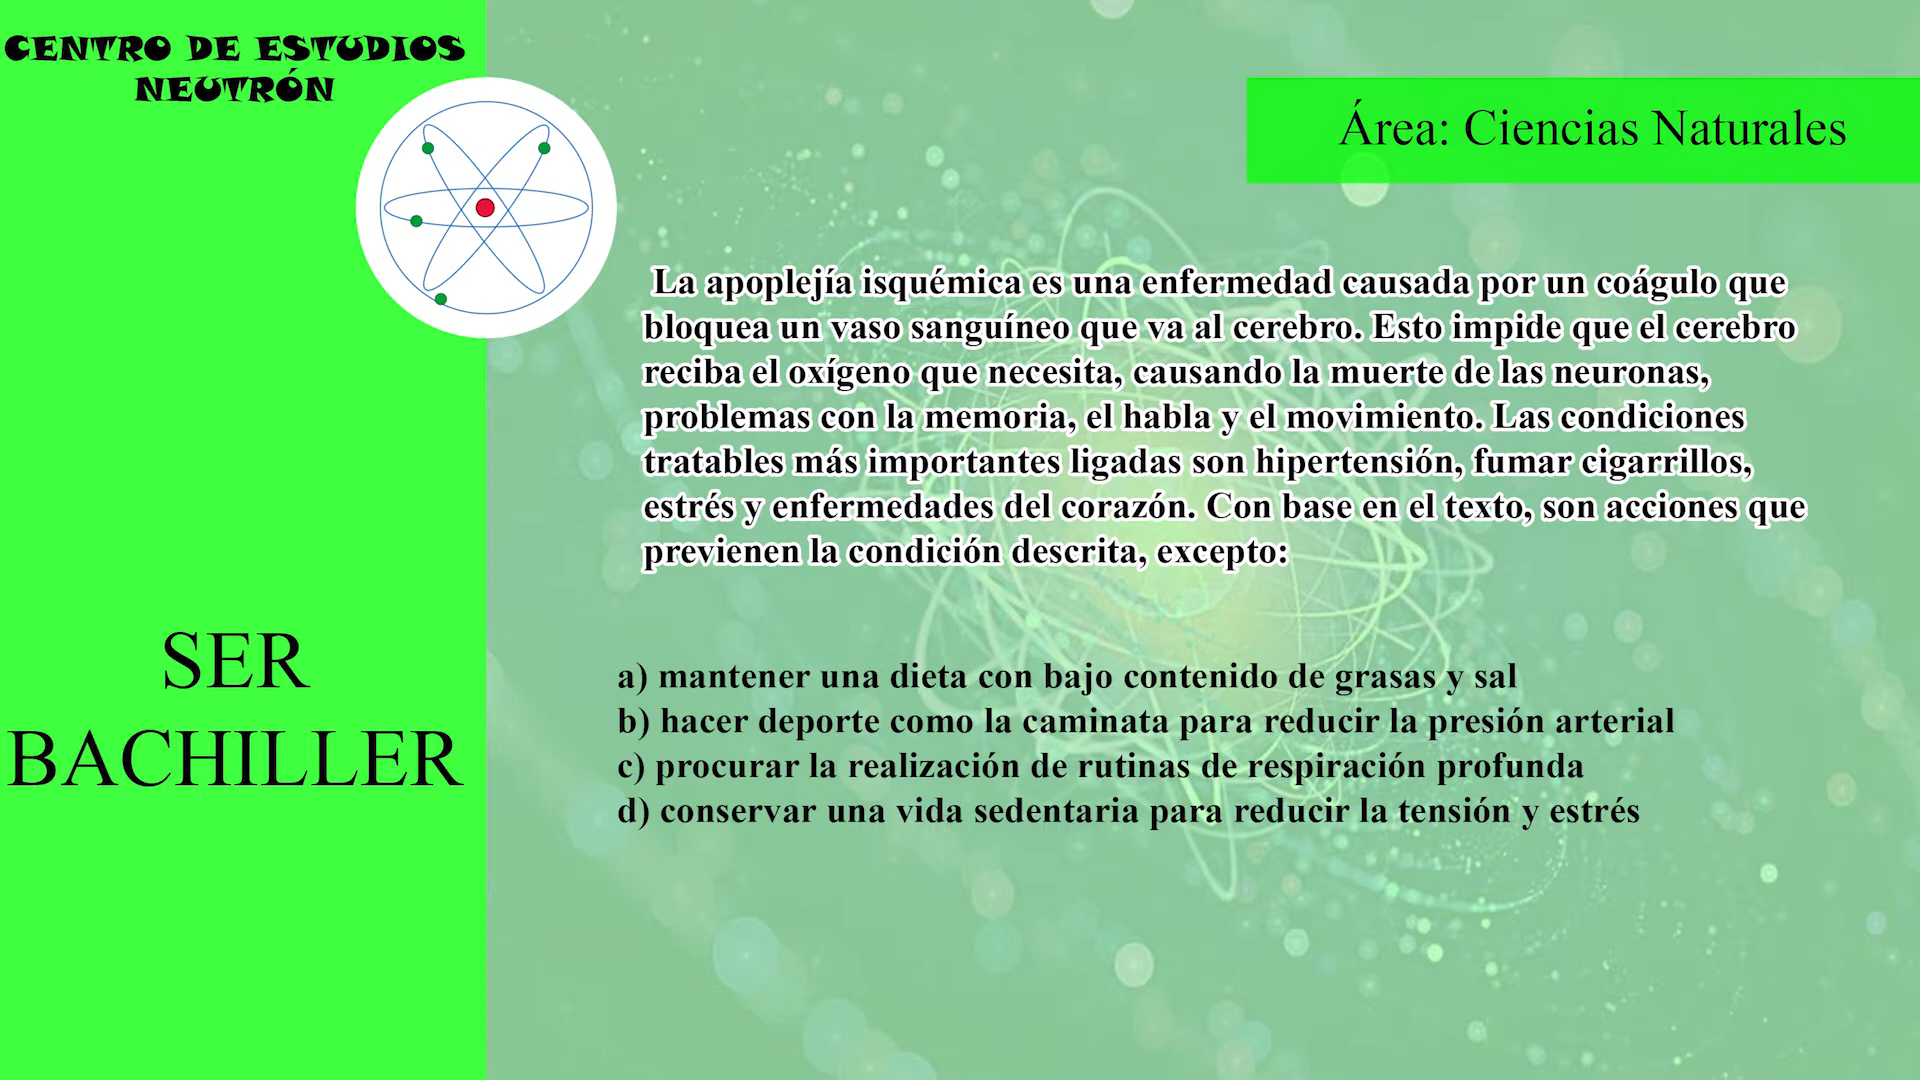 CENTRO DE ESTUDIOS
NEUTRÓN
Área: Ciencias Naturales
La apoplejía isquémica es una enfermedad causada por un coágulo que
bloquea un vaso sanguíneo que va al cerebro. Esto impide que el cerebro
reciba el oxígeno que necesita, causando la muerte de las neuronas,
problemas con la memoria, el habla y el movimiento. Las condiciones
tratables más importantes ligadas son hipertensión, fumar cigarrillos,
estrés y enfermedades del corazón. Con base en el texto, son acciones que
previenen la condición descrita, excepto:
SER
BACHILLER
a) mantener una dieta con bajo contenido de grasas y sal
b) hacer deporte como la caminata para reducir la presión arterial
c) procurar la realización de rutinas de respiración profunda
d) conservar una vida sedentaria para reducir la tensión y estrés